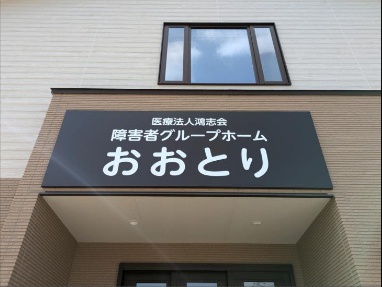 医療法人鴻志会
障害者グループホーム
おおとり